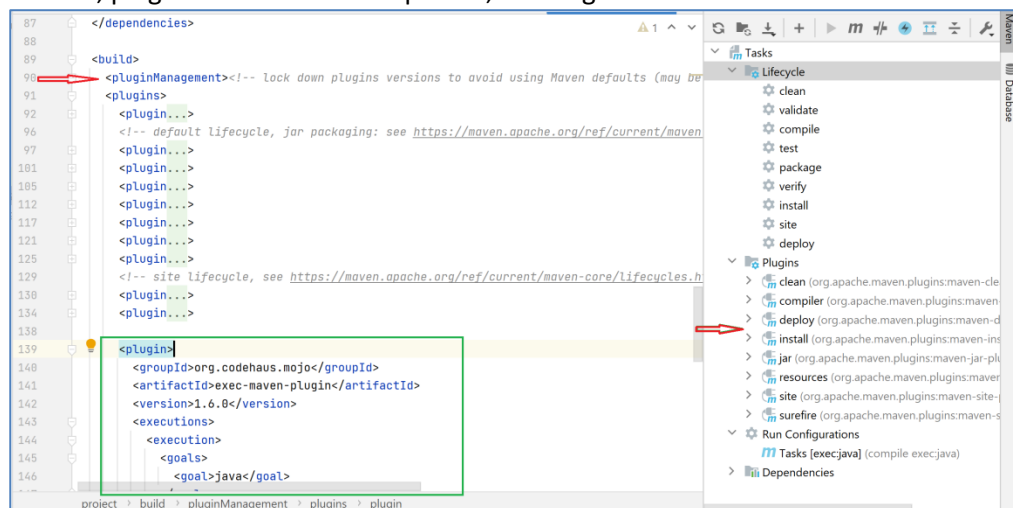 87 </dependencies>
88
89 <build>
90 <pluginManagement><!-- lock down plugins versions to avoid using Maven defaults (may be
91 <plugins>
92 <plugin...>
96 <!-- default lifecycle, jar packaging: see https://maven.apache.org/ref/current/maven
97 <plugin...>
101 <plugin...>
105 <plugin...>
112 <plugin...>
117 <plugin...>
121 <plugin...>
125 <plugin...>
129 <!-- site lifecycle, see https://maven.apache.org/ref/current/maven-core/lifecycles.h
130 <plugin...>
134 <plugin...>
138
139 <plugin>
140 <groupId>org.codehaus.mojo</groupId>
141 <artifactId>exec-maven-plugin</artifactId>
142 <version>1.6.0</version>
143 <executions>
144 <execution>
145 <goals>
146 <goal>java</goal>
project > build > pluginManagement > plugins > plugin
1
Tasks
Lifecycle
clean
validate
compile
test
package
verify
install
site
deploy
Plugins
clean (org.apache.maven.plugins:maven-cle
compiler (org.apache.maven.plugins:maven-
deploy (org.apache.maven.plugins:maven-d
install (org.apache.maven.plugins:maven-ins
jar (org.apache.maven.plugins:maven-jar-plu
resources (org.apache.maven.plugins:maven
site (org.apache.maven.plugins:maven-site-
surefire (org.apache.maven.plugins:maven-s
Run Configurations
Tasks [exec:java] (compile exec:java)
Dependencies
Maven
Database